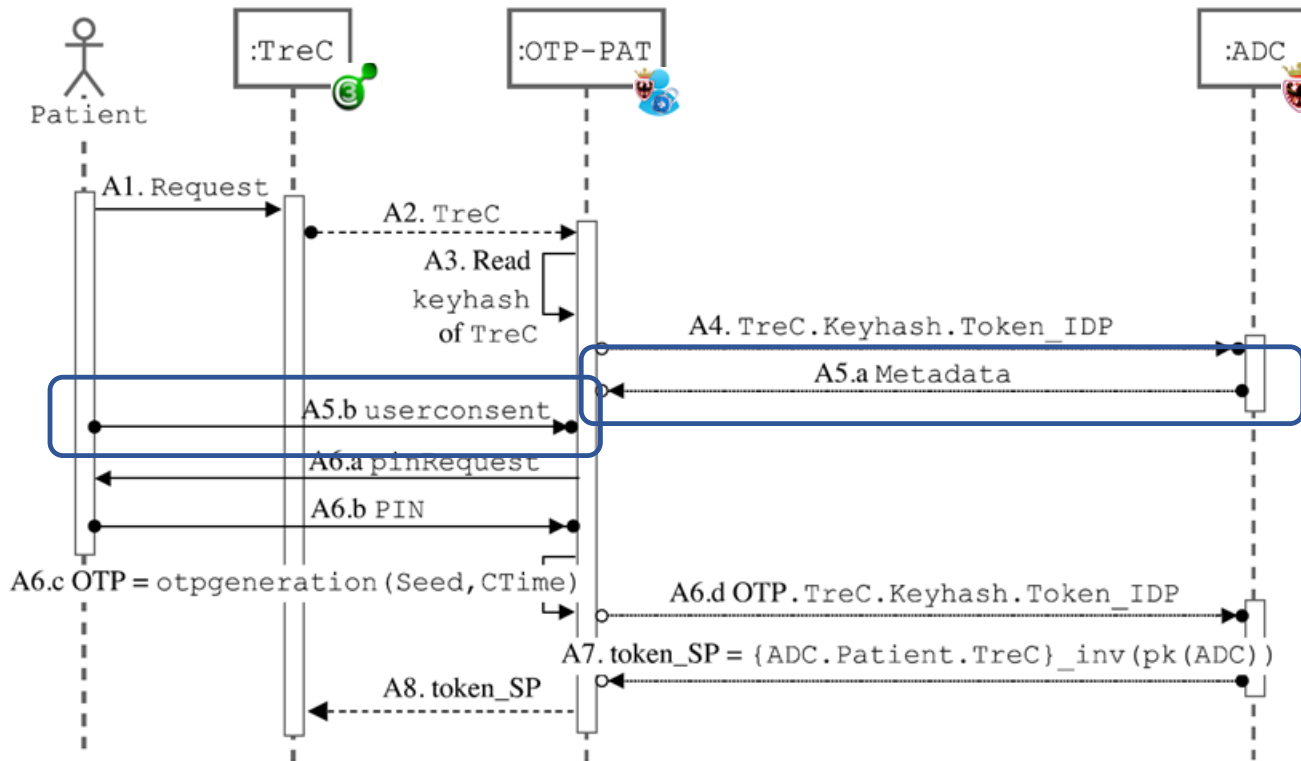 :TreC
:OTP-PAT
:ADC
3
Patient
A1. Request
A2. TreC
A3. Read
keyhash
of TreC
A4. TreC.Keyhash.Token_IDP
A5.a Metadata
A5.b userconsent
A6.a pinRequest
A6.b PIN
A6.c OTP = otpgeneration(Seed,CTime)
A6.d OTP.TreC.Keyhash.Token_IDP
A7. token_SP = {ADC.Patient.TreC}_inv(pk(ADC))
A8. token_SP